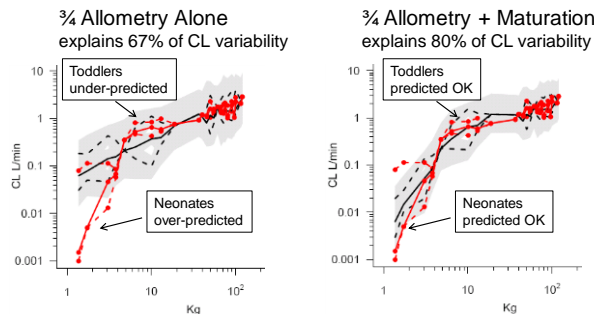 ¾ Allometry Alone
explains 67% of CL variability
Toddlers
under-predicted
Neonates
over-predicted
CL L/min
10
1
0.1
0.01
0.001
1
10
10²
Kg
¾ Allometry + Maturation
explains 80% of CL variability
Toddlers
predicted OK
Neonates
predicted OK
CL L/min
10
1
0.1
0.01
0.001
1
10
10²
Kg